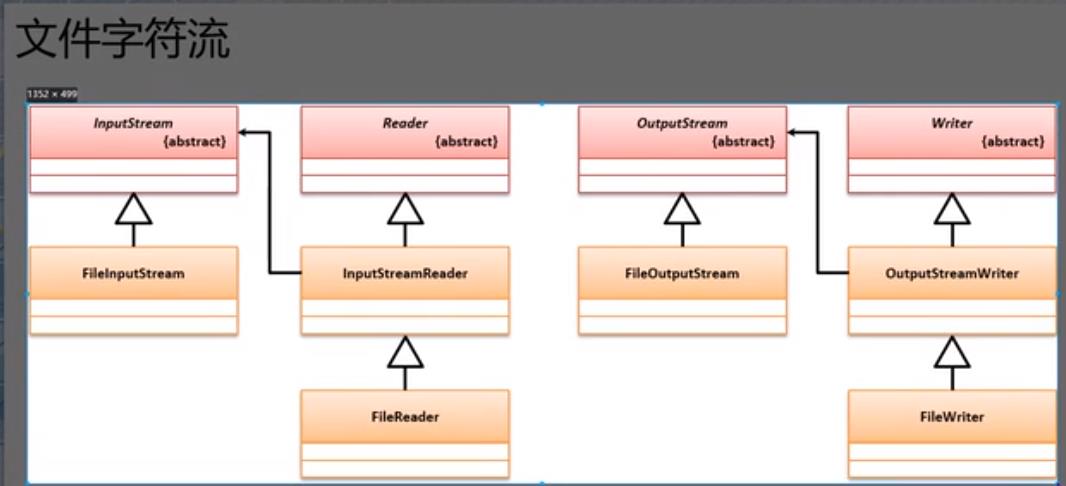 文件字符流
1352 × 499
InputStream
{abstract}
Reader
{abstract}
OutputStream
{abstract}
Writer
{abstract}
FileInputStream
InputStreamReader
FileOutputStream
OutputStreamWriter
FileReader
FileWriter